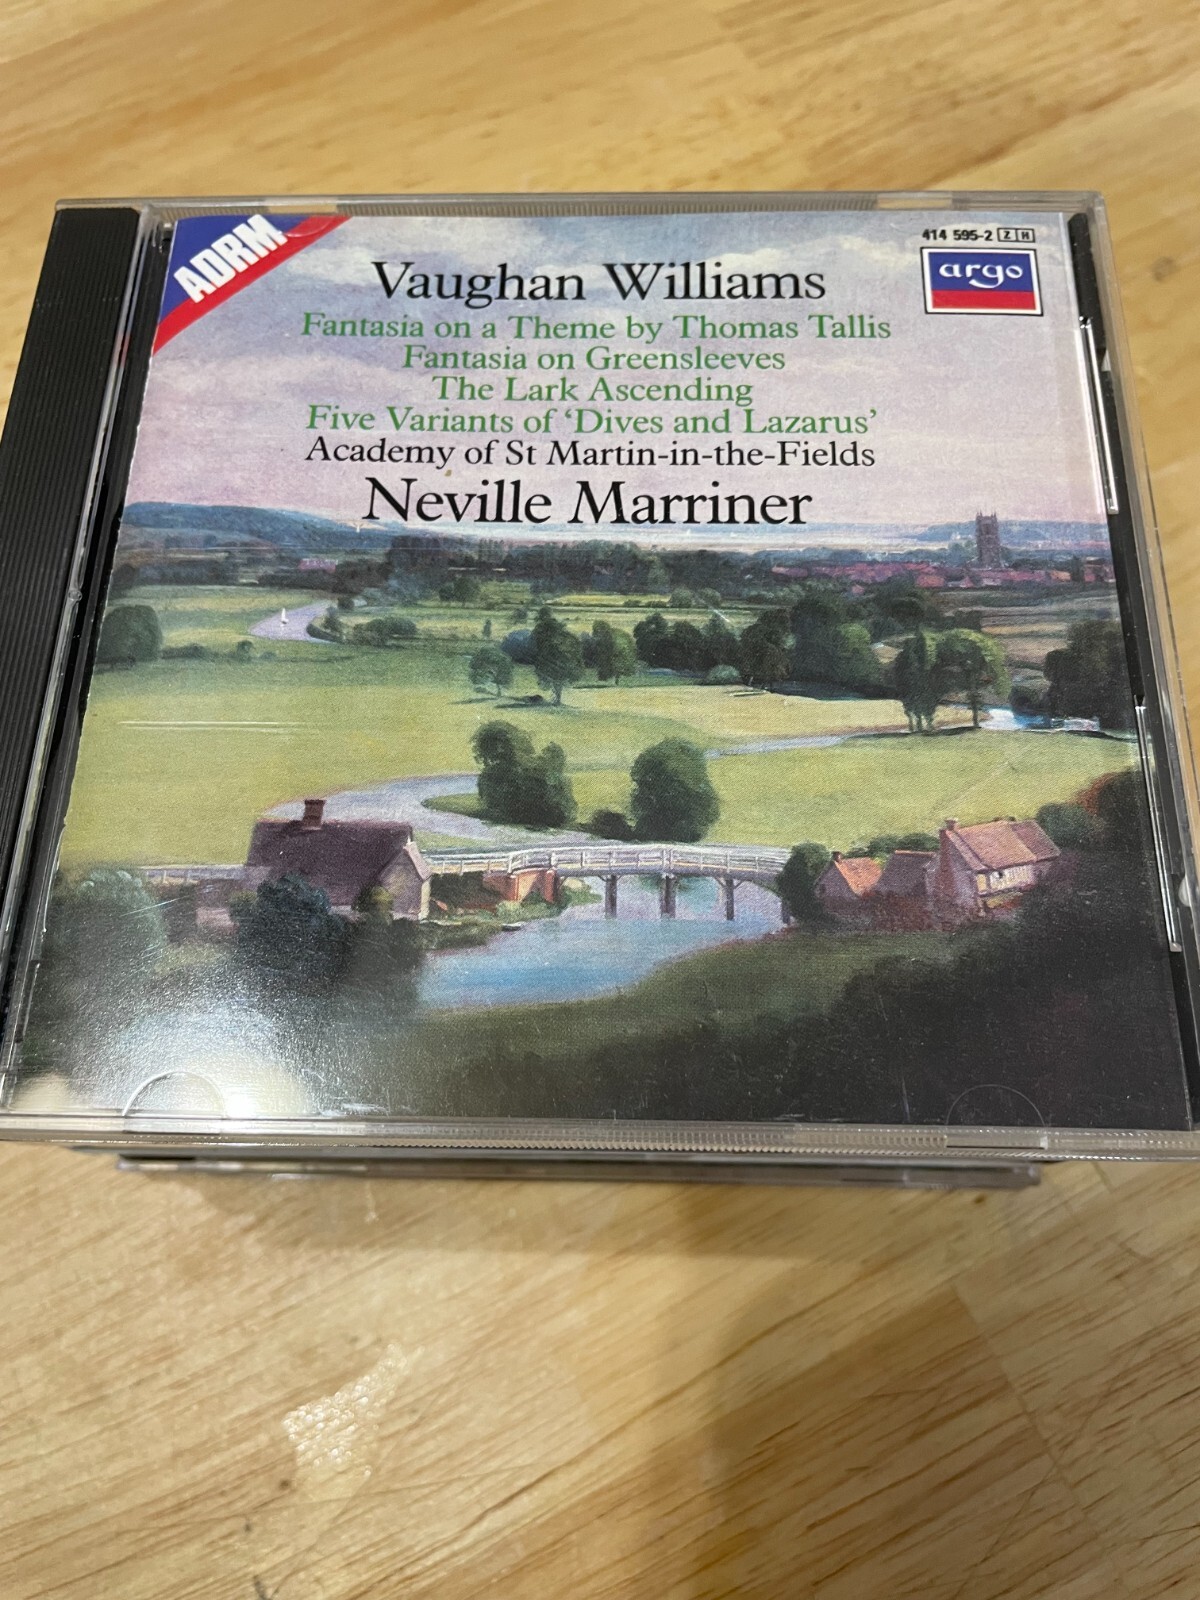 ADRM
414 595-2 Z H
argo
Vaughan Williams
Fantasia on a Theme by Thomas Tallis
Fantasia on Greensleeves
The Lark Ascending
Five Variants of ‘Dives and Lazarus’
Academy of St Martin-in-the-Fields
Neville Marriner